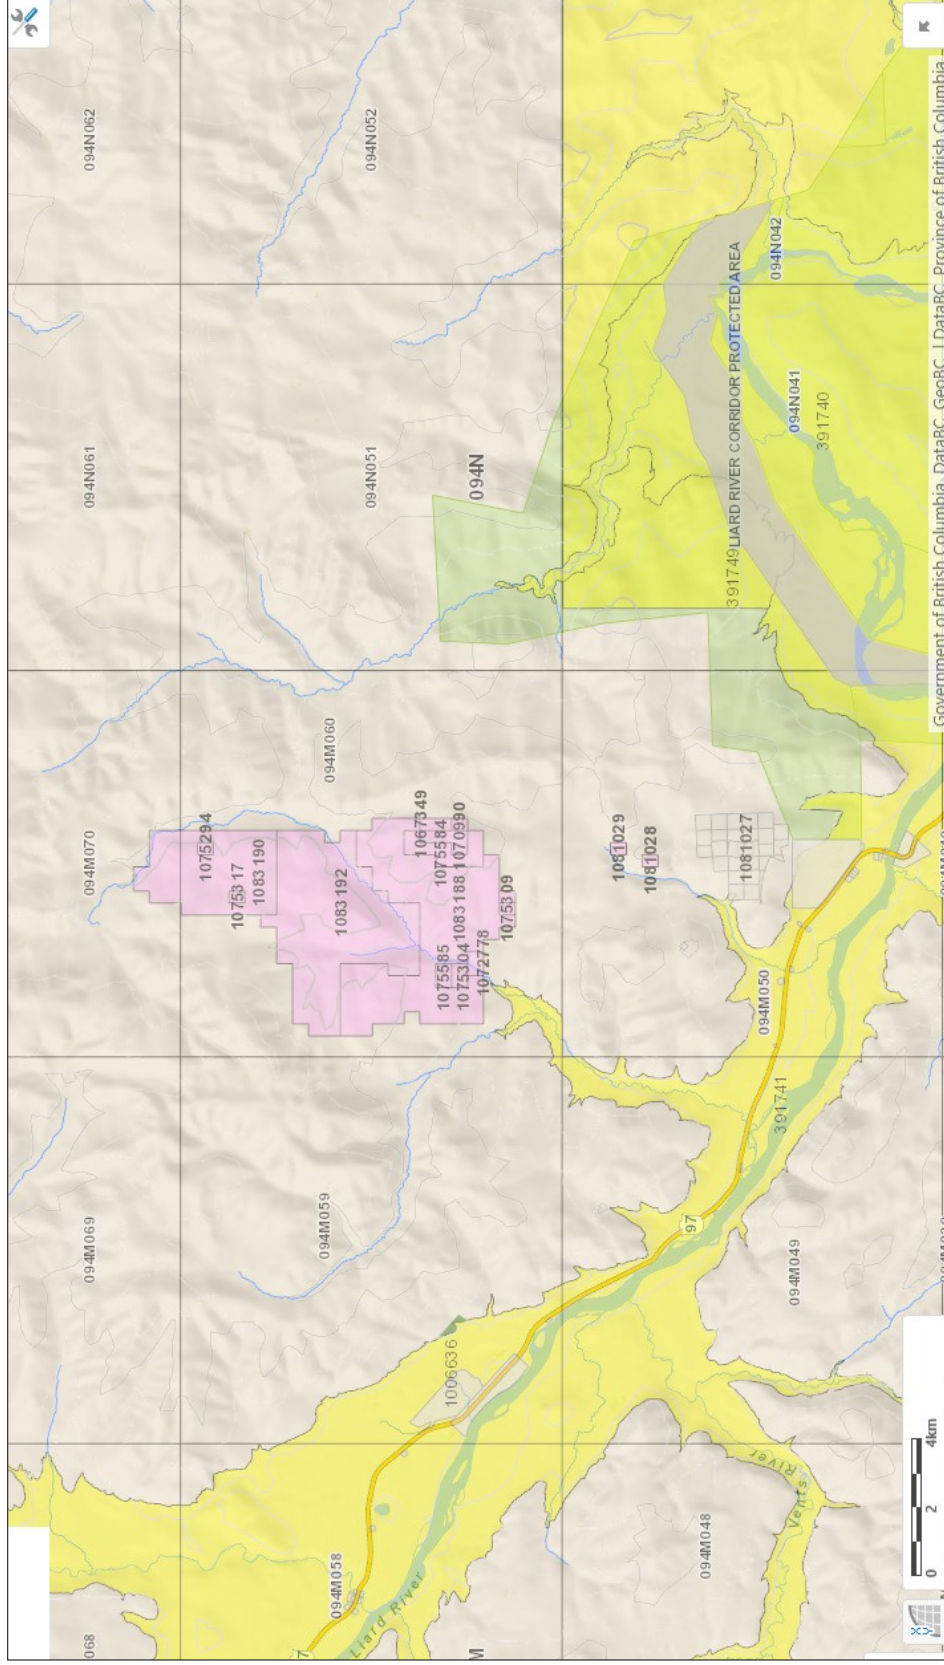 068
094M069
094M070
094N061
094N062
1075294
1075317
1083190
7
094M058
094M059
094M060
1083192
094N051
094N052
Liard River
1067349
1006636
1075585
1075584
1075304
1083188
1070990
M
1072778
094N
1075309
1081029
1081028
97
094M048
391749
LIARD RIVER CORRIDOR PROTECTED AREA
1081027
094M050
094N042
391741
094M049
094N041
Vents River
391740
0 2 4km
Government of British Columbia, DataBC, GeoBC | DataBC, Province of British Columbia